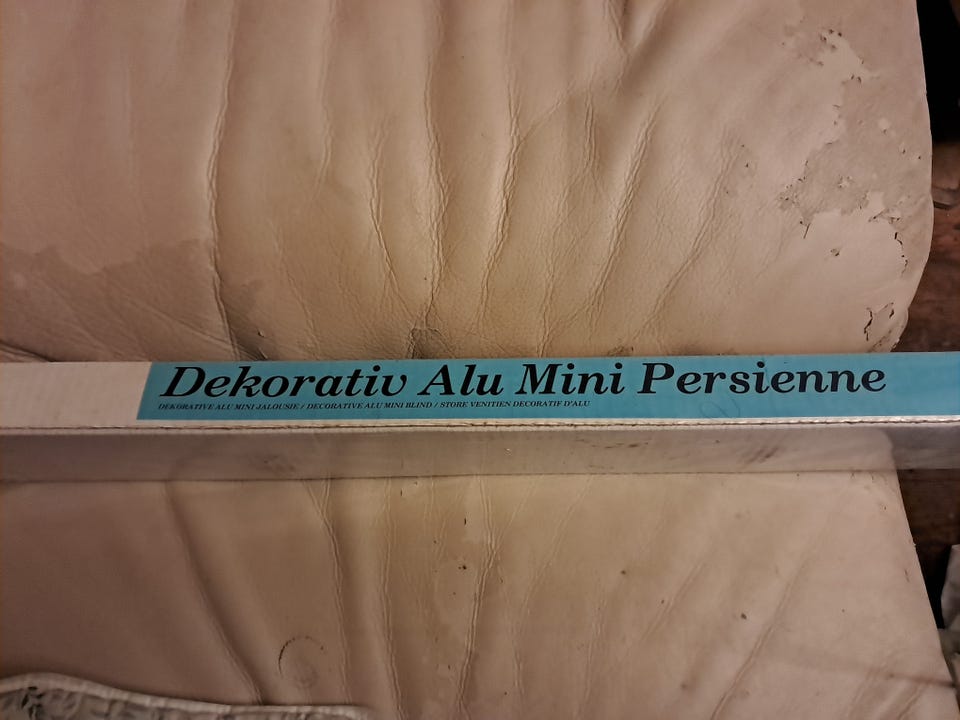 Dekorativ Alu Mini Persienne
DEKORATIVE ALU MINI JALOUSIE / DECORATIVE ALU MINI BLIND / STORE VENITIEN DECORATIF D'ALU